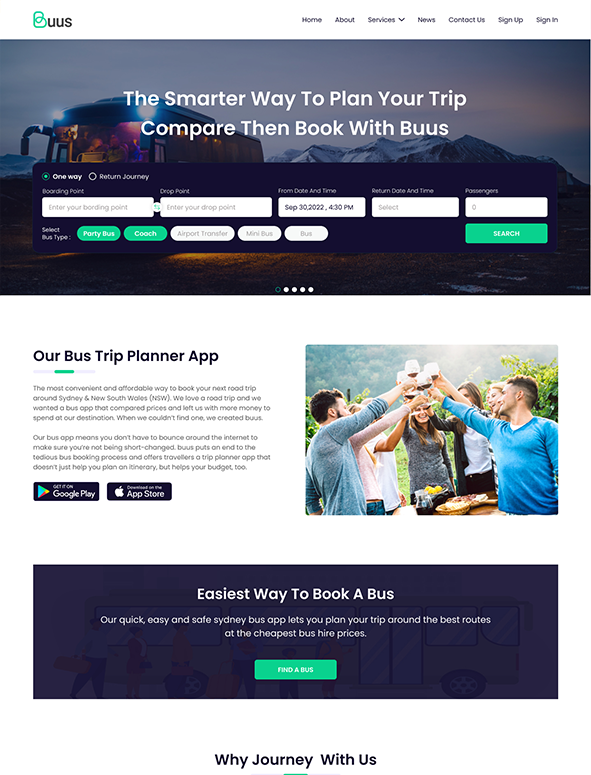 Buus
Home About Services News Contact Us Sign Up Sign In
The Smarter Way To Plan Your Trip
Compare Then Book With Buus
One way Return Journey
Boarding Point Drop Point From Date And Time Return Date And Time Passengers
Enter your bording point Enter your drop point Sep 30,2022 , 4:30 PM Select 0
Select
Bus Type : Party Bus Coach Airport Transfer Mini Bus Bus SEARCH
Our Bus Trip Planner App
The most convenient and affordable way to book your next road trip
around Sydney & New South Wales (NSW). We love a road trip and we
wanted a bus app that compared prices and left us with more money to
spend at our destination. When we couldn't find one, we created buus.
Our bus app means you don't have to bounce around the internet to
make sure you're not being short-changed. buus puts an end to the
tedious bus booking process and offers travellers a trip planner app that
doesn't just help you plan an itinerary, but helps your budget, too.
GET IT ON
Google Play
Download on the
App Store
Easiest Way To Book A Bus
Our quick, easy and safe sydney bus app lets you plan your trip around the best routes
at the cheapest bus hire prices.
FIND A BUS
Why Journey With Us